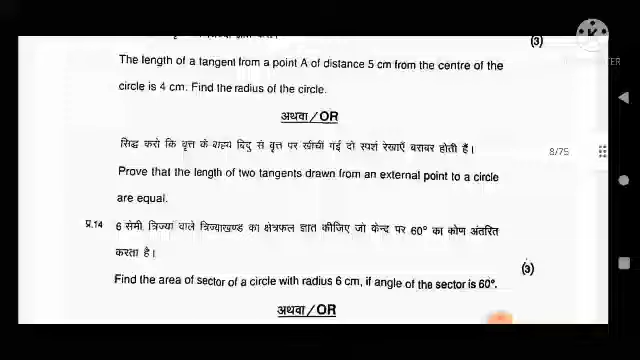 (3)
The length of a tangent from a point A of distance 5 cm from the centre of the
circle is 4 cm. Find the radius of the circle.
अथवा/OR
सिद्ध करो कि वृत्त के बाह्य बिंदु से वृत्त पर खींची गई दो स्पर्श रेखाएँ बराबर होती हैं।
8/75
Prove that the length of two tangents drawn from an external point to a circle
are equal.
प्र.14 6 सेमी त्रिज्या वाले त्रिज्याखण्ड का क्षेत्रफल ज्ञात कीजिए जो केन्द्र पर 60° का कोण अंतरित
करता है।
(3)
Find the area of sector of a circle with radius 6 cm, if angle of the sector is 60°.
अथवा/OR